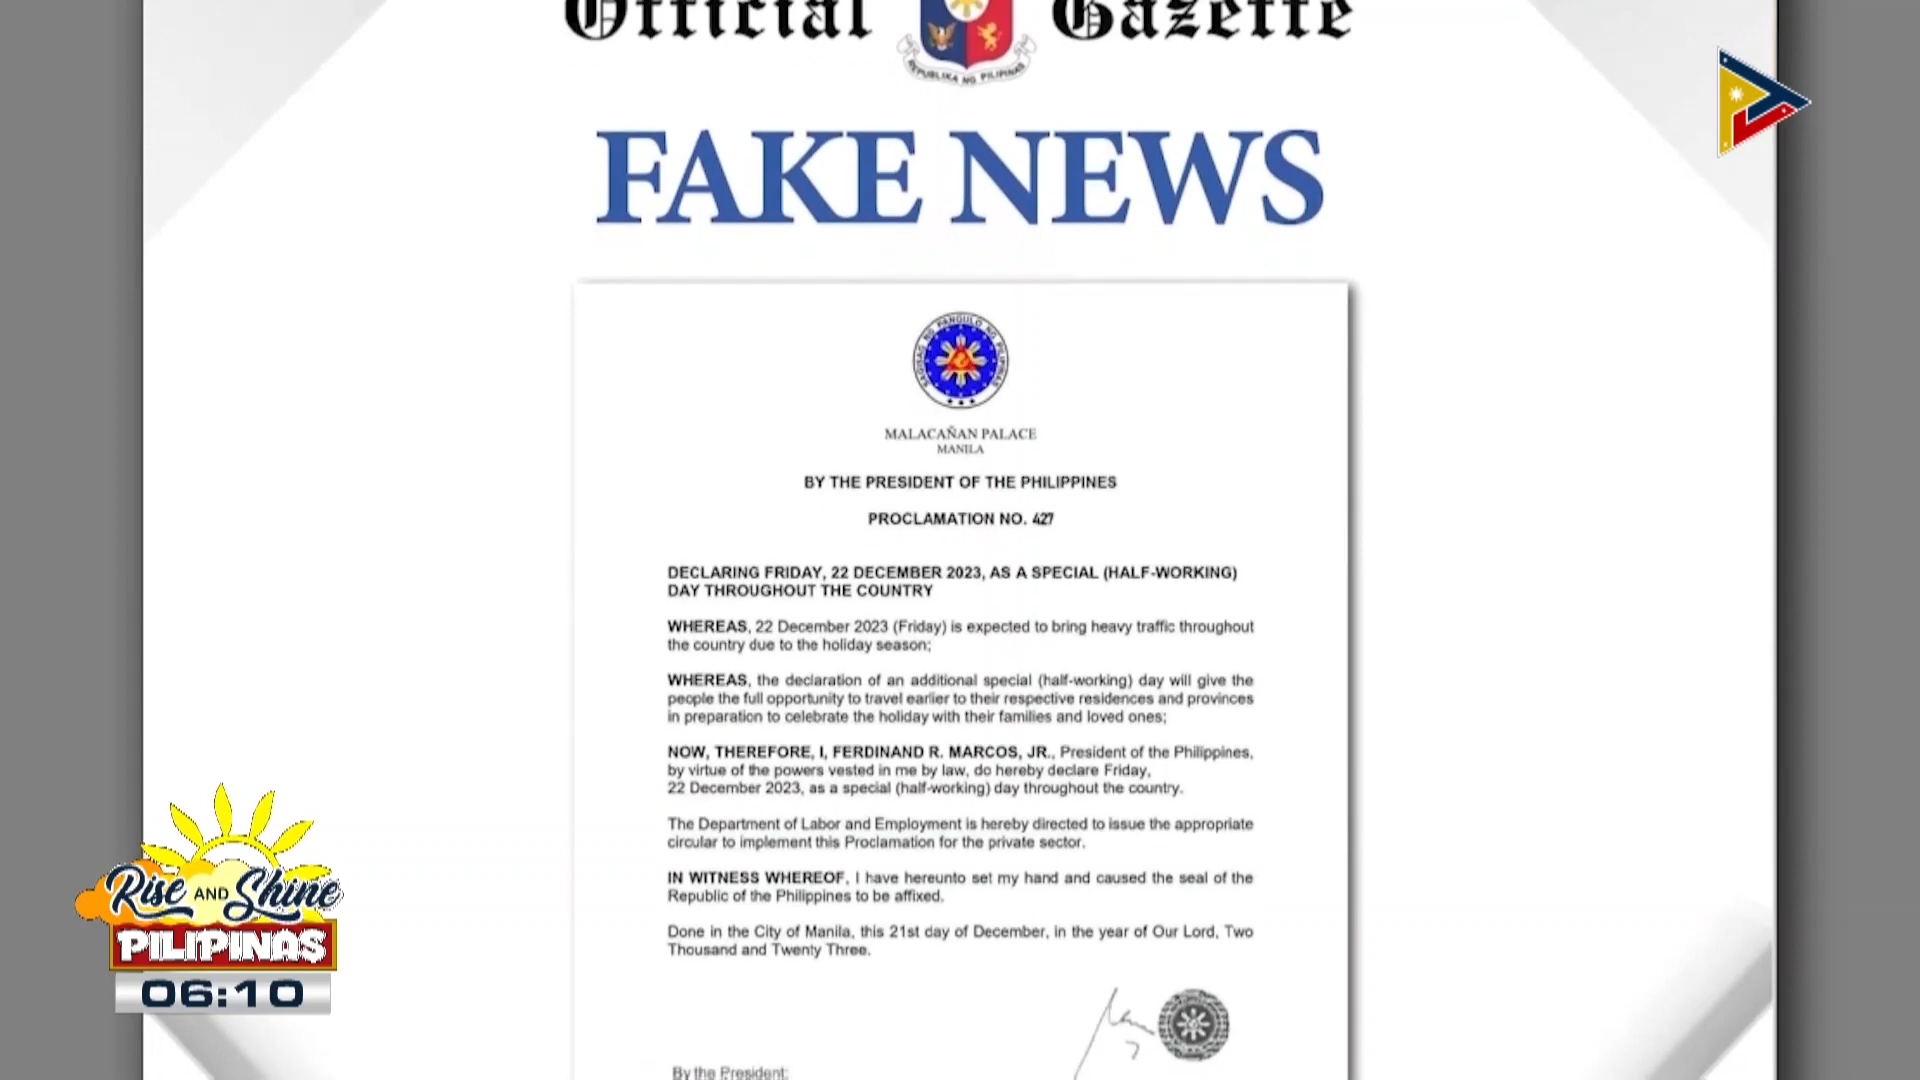 Official Gazette
REPUBLIKA NG PILIPINAS
FAKE NEWS
SAGISAG NG PANGULO NG PILIPINAS
MALACAÑAN PALACE
MANILA
BY THE PRESIDENT OF THE PHILIPPINES
PROCLAMATION NO. 427
DECLARING FRIDAY, 22 DECEMBER 2023, AS A SPECIAL (HALF-WORKING)
DAY THROUGHOUT THE COUNTRY
WHEREAS, 22 December 2023 (Friday) is expected to bring heavy traffic throughout
the country due to the holiday season;
WHEREAS, the declaration of an additional special (half-working) day will give the
people the full opportunity to travel earlier to their respective residences and provinces
in preparation to celebrate the holiday with their families and loved ones;
NOW, THEREFORE, I, FERDINAND R. MARCOS, JR., President of the Philippines,
by virtue of the powers vested in me by law, do hereby declare Friday,
22 December 2023, as a special (half-working) day throughout the country.
The Department of Labor and Employment is hereby directed to issue the appropriate
circular to implement this Proclamation for the private sector.
IN WITNESS WHEREOF, I have hereunto set my hand and caused the seal of the
Republic of the Philippines to be affixed.
Done in the City of Manila, this 21st day of December, in the year of Our Lord, Two
Thousand and Twenty Three.
By the President:
Rise AND Shine
PILIPINAS
06:10